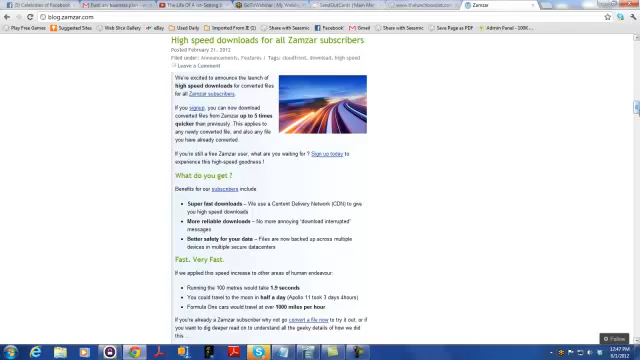 Zamzar
blog.zamzar.com
Play Free Games
Suggested Sites
Web Slice Gallery
Imported From IE
Share with Seesmic
Save Page as PDF
Admin Panel
High speed downloads for all Zamzar subscribers
Posted February 21, 2012
Filed under: Announcements, Features | Tags: cloudfront, download, high speed
Leave a Comment
We're excited to announce the launch of
high speed downloads for converted files
for all Zamzar subscribers.
If you signup, you can now download
converted files from Zamzar up to 5 times
quicker than previously. This applies to
any newly converted file, and also any file
you have already converted.
If you're still a free Zamzar user, what are you waiting for ? Sign up today to
experience this high-speed goodness !
What do you get ?
Benefits for our subscribers include
Super fast downloads – We use a Content Delivery Network (CDN) to give
you high speed downloads
More reliable downloads – No more annoying 'download interrupted'
messages
Better safety for your data – Files are now backed up across multiple
devices in multiple secure datacenters
Fast. Very Fast.
If we applied this speed increase to other areas of human endeavour:
Running the 100 metres would take 1.9 seconds
You could travel to the moon in half a day (Apollo 11 took 3 days 4hours)
Formula One cars would travel at over 1000 miles per hour
If you're already a Zamzar subscriber why not go convert a file now to try it out, or if
you want to dig deeper read on to understand all the geeky details of how we did
this...
Follow
12:47 PM
8/1/2012